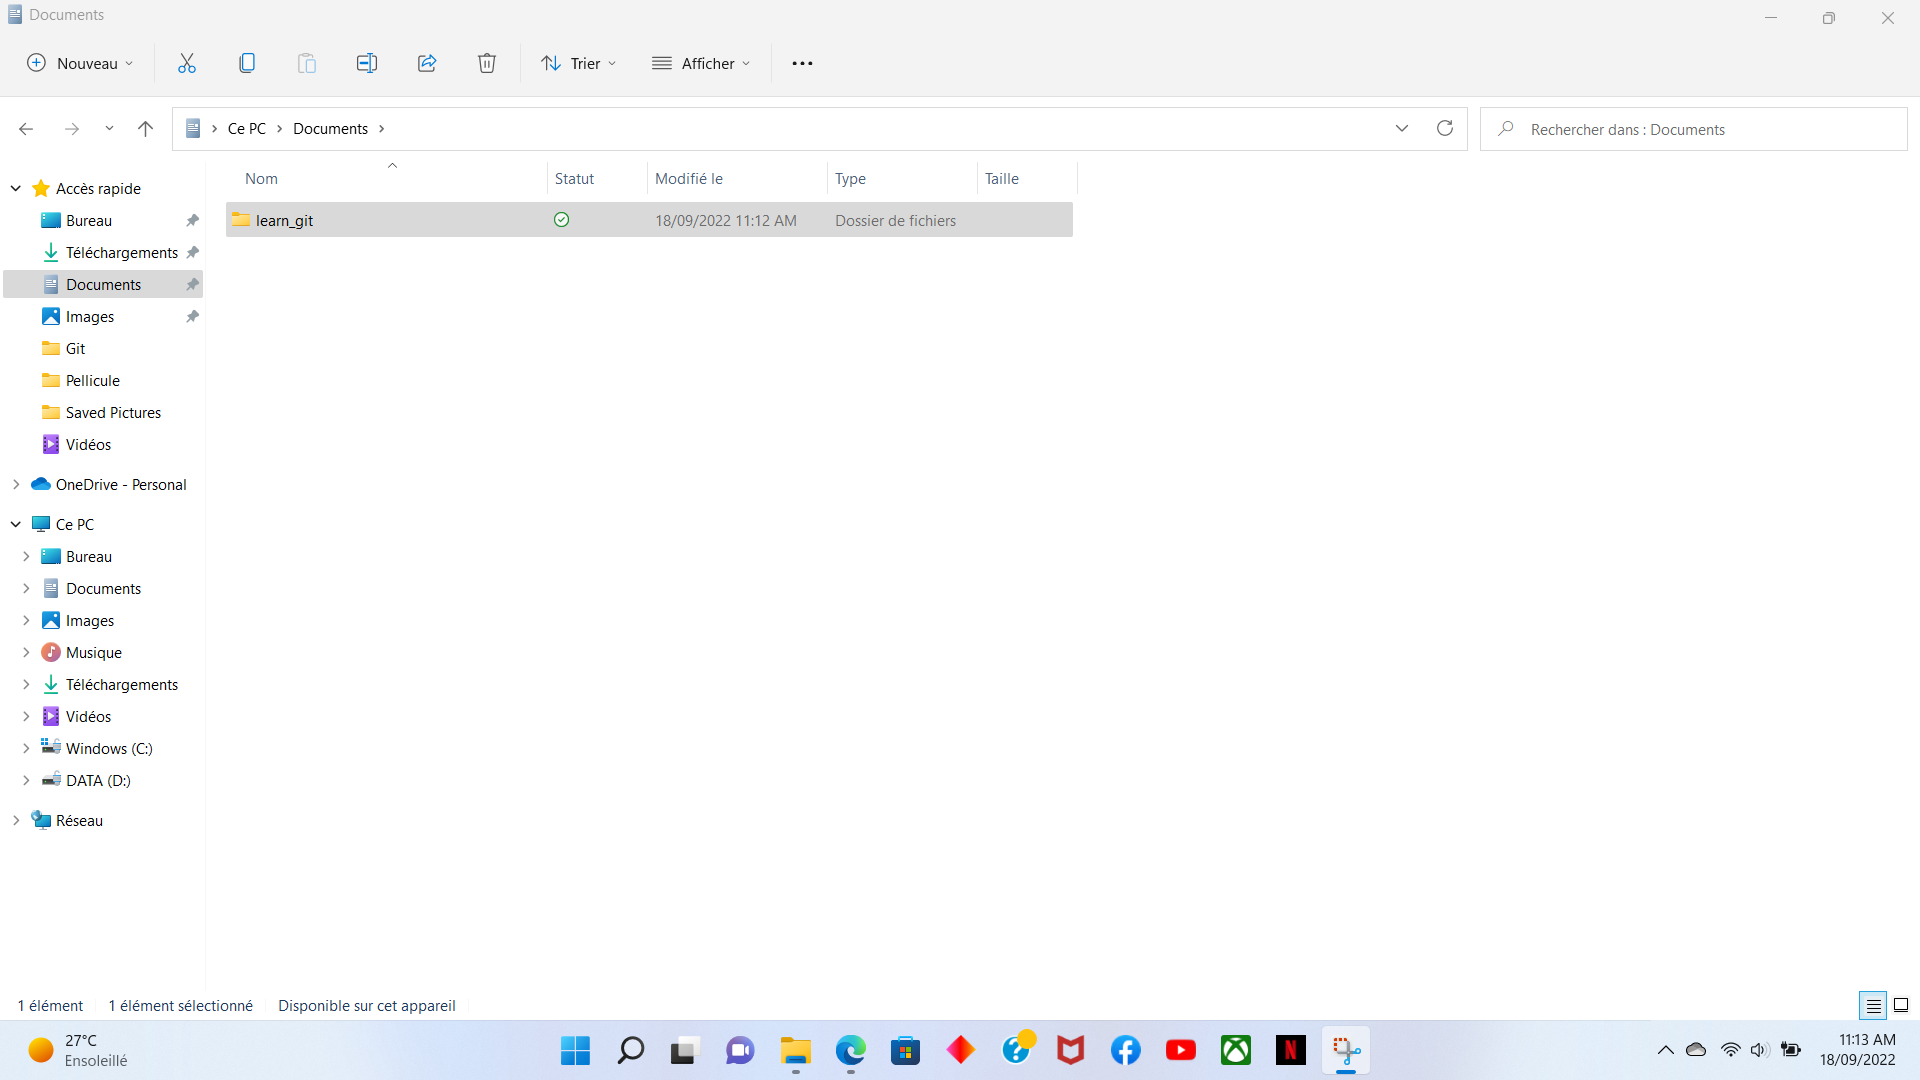 Documents
Nouveau
Trier
Afficher
Ce PC
Documents
Rechercher dans : Documents
Nom
Statut
Modifié le
Type
Taille
learn_git
18/09/2022 11:12 AM
Dossier de fichiers
Accès rapide
Bureau
Téléchargements
Documents
Images
Git
Pellicule
Saved Pictures
Vidéos
OneDrive - Personal
Ce PC
Bureau
Documents
Images
Musique
Téléchargements
Vidéos
Windows (C:)
DATA (D:)
Réseau
1 élément
1 élément sélectionné
Disponible sur cet appareil
27°C
Ensoleillé
11:13 AM
18/09/2022